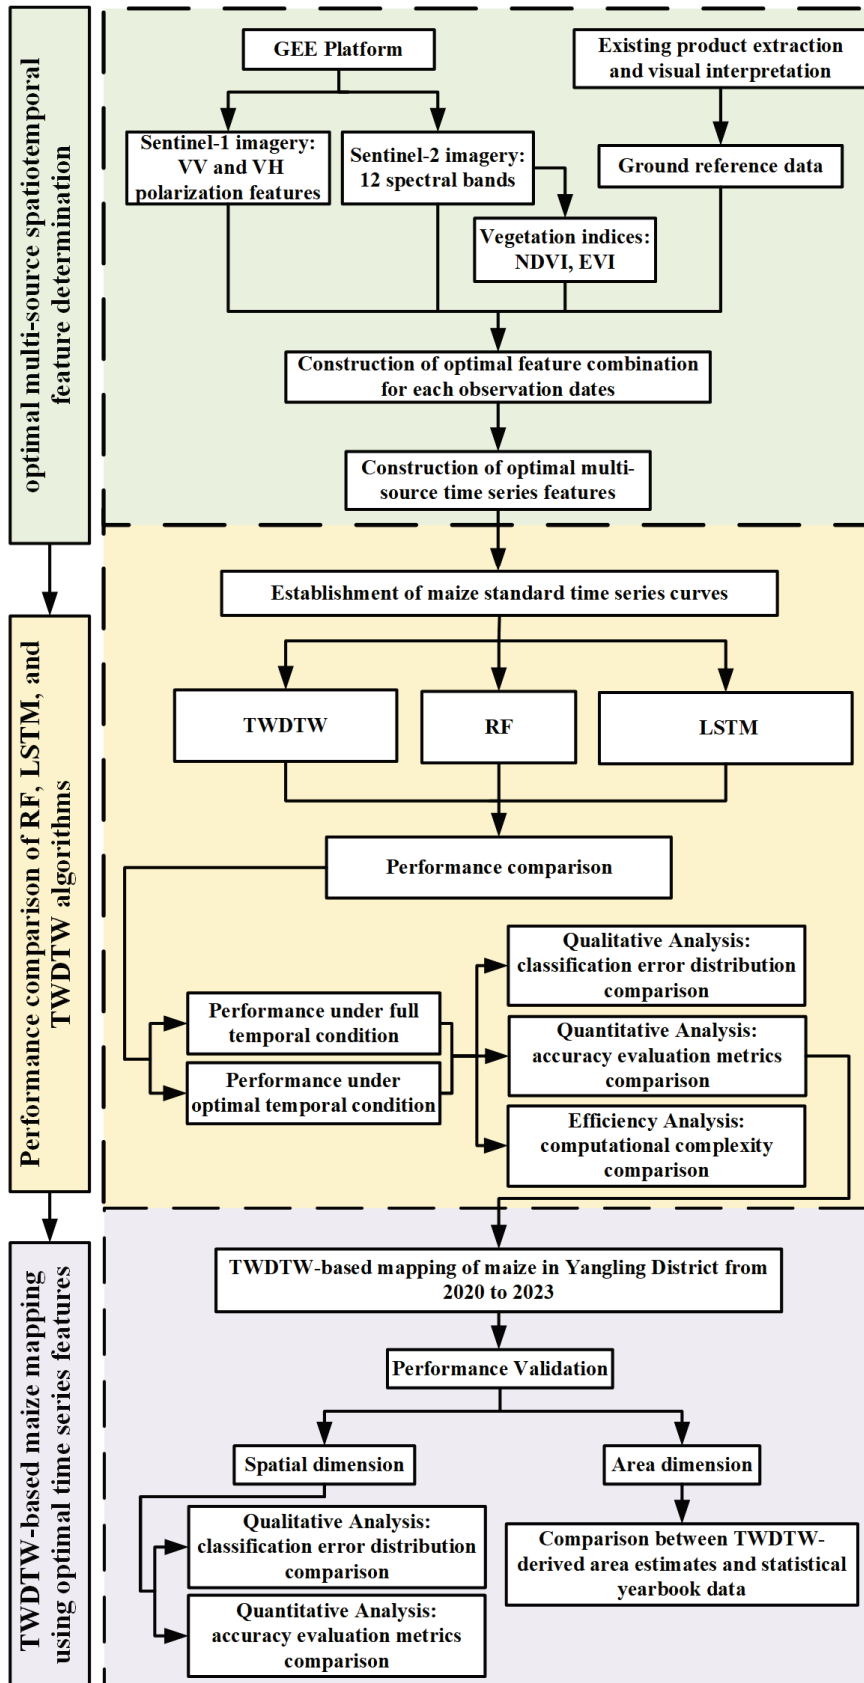 optimal multi-source spatiotemporal
feature determination
GEE Platform
Existing product extraction
and visual interpretation
Sentinel-1 imagery:
VV and VH
polarization features
Sentinel-2 imagery:
12 spectral bands
Ground reference data
Vegetation indices:
NDVI, EVI
Construction of optimal feature combination
for each observation dates
Construction of optimal multi-
source time series features
Performance comparison of RF, LSTM, and
TWDTW algorithms
Establishment of maize standard time series curves
TWDTW
RF
LSTM
Performance comparison
Performance under full
temporal condition
Performance under
optimal temporal condition
Qualitative Analysis:
classification error distribution
comparison
Quantitative Analysis:
accuracy evaluation metrics
comparison
Efficiency Analysis:
computational complexity
comparison
TWDTW-based maize mapping
using optimal time series features
TWDTW-based mapping of maize in Yangling District from
2020 to 2023
Performance Validation
Spatial dimension
Area dimension
Qualitative Analysis:
classification error distribution
comparison
Quantitative Analysis:
accuracy evaluation metrics
comparison
Comparison between TWDTW-
derived area estimates and statistical
yearbook data